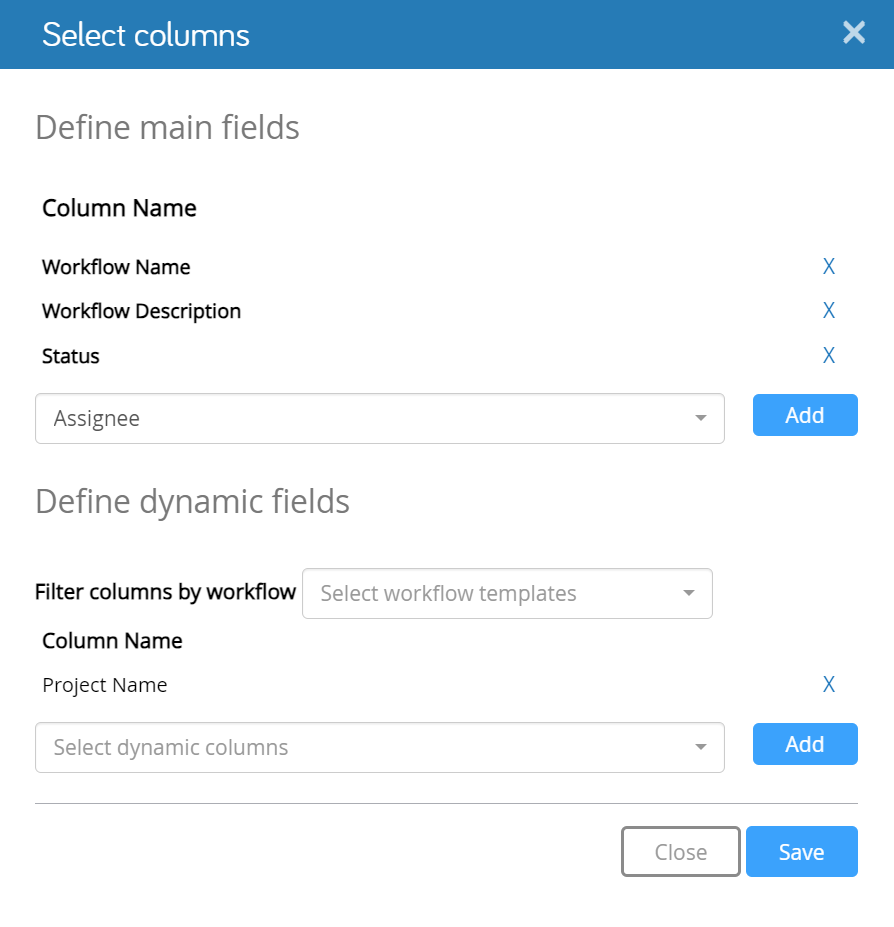 Select columns
Define main fields
Column Name
Workflow Name X
Workflow Description X
Status X
Assignee Add
Define dynamic fields
Filter columns by workflow Select workflow templates
Column Name
Project Name X
Select dynamic columns Add
Close Save